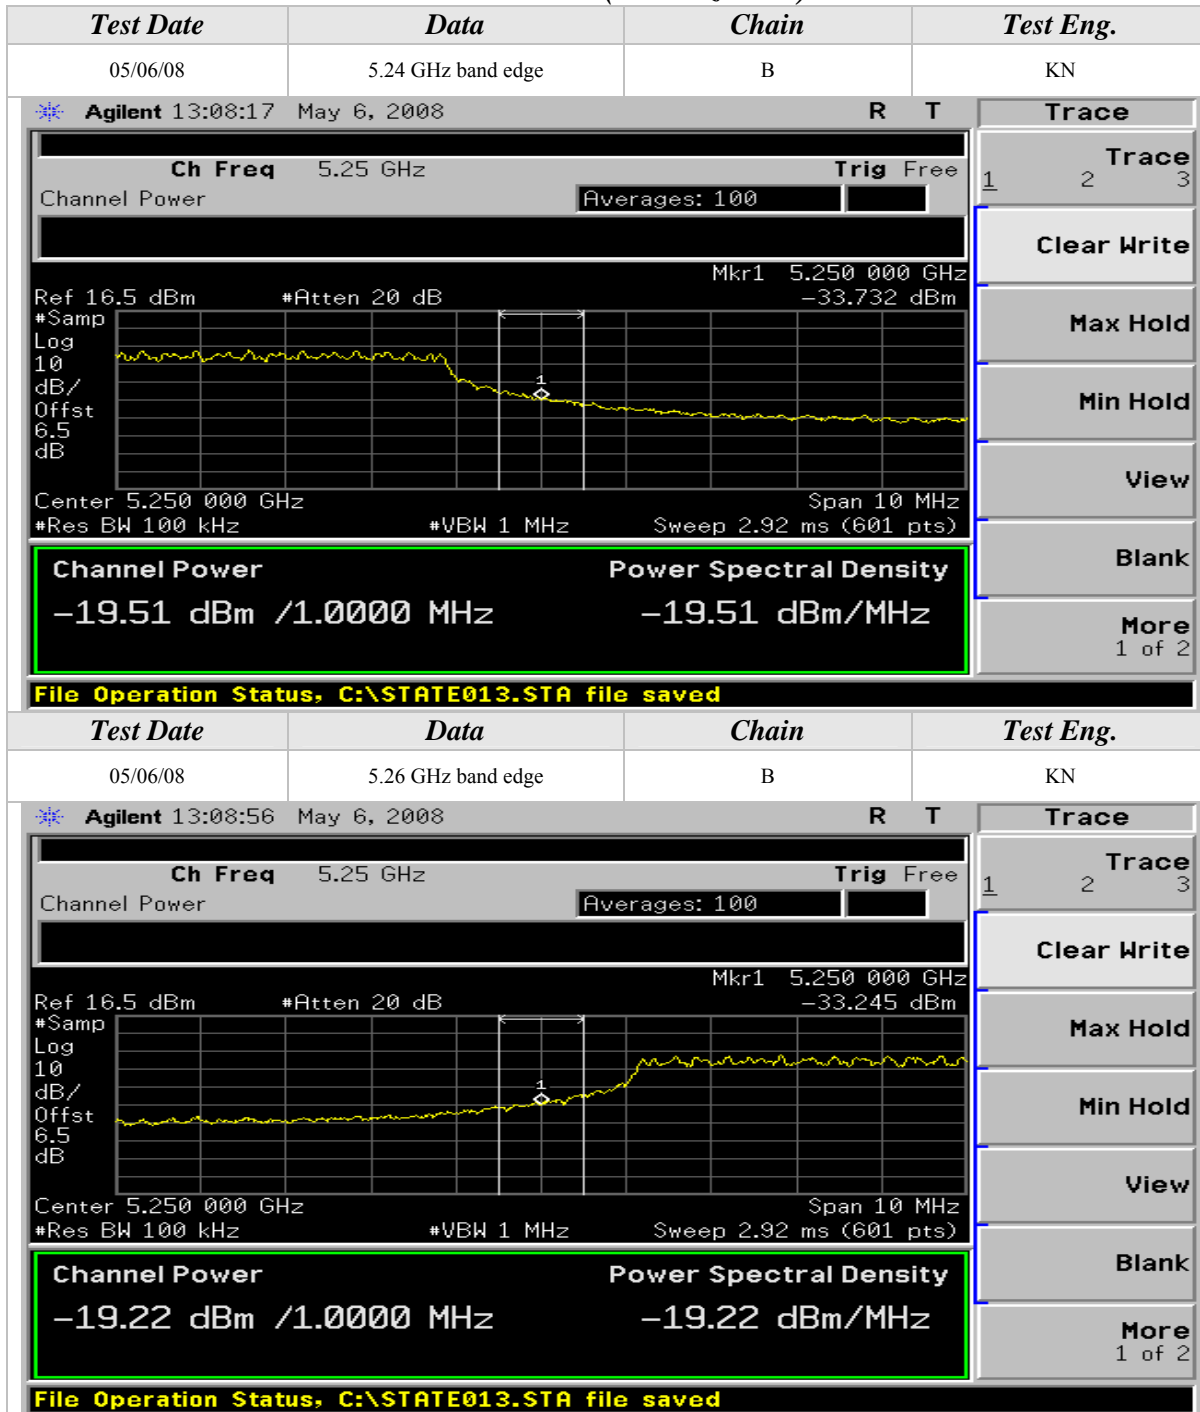 Test Date Data Chain Test Eng.
05/06/08 5.24 GHz band edge B KN
Agilent 13:08:17 May 6, 2008 R T Trace
Ch Freq 5.25 GHz Trig Free
Channel Power Averages: 100
Trace
1 2 3
Clear Write
Mkr1 5.250 000 GHz
Ref 16.5 dBm #Atten 20 dB -33.732 dBm
#Samp
Log
10
dB/
Offst
6.5
dB
1
Max Hold
Min Hold
View
Center 5.250 000 GHz Span 10 MHz
#Res BW 100 kHz #VBW 1 MHz Sweep 2.92 ms (601 pts)
Blank
Channel Power Power Spectral Density
-19.51 dBm /1.0000 MHz -19.51 dBm/MHz
More
1 of 2
File Operation Status, C:\STATE013.STA file saved
Test Date Data Chain Test Eng.
05/06/08 5.26 GHz band edge B KN
Agilent 13:08:56 May 6, 2008 R T Trace
Ch Freq 5.25 GHz Trig Free
Channel Power Averages: 100
Trace
1 2 3
Clear Write
Mkr1 5.250 000 GHz
Ref 16.5 dBm #Atten 20 dB -33.245 dBm
#Samp
Log
10
dB/
Offst
6.5
dB
1
Max Hold
Min Hold
View
Center 5.250 000 GHz Span 10 MHz
#Res BW 100 kHz #VBW 1 MHz Sweep 2.92 ms (601 pts)
Blank
Channel Power Power Spectral Density
-19.22 dBm /1.0000 MHz -19.22 dBm/MHz
More
1 of 2
File Operation Status, C:\STATE013.STA file saved